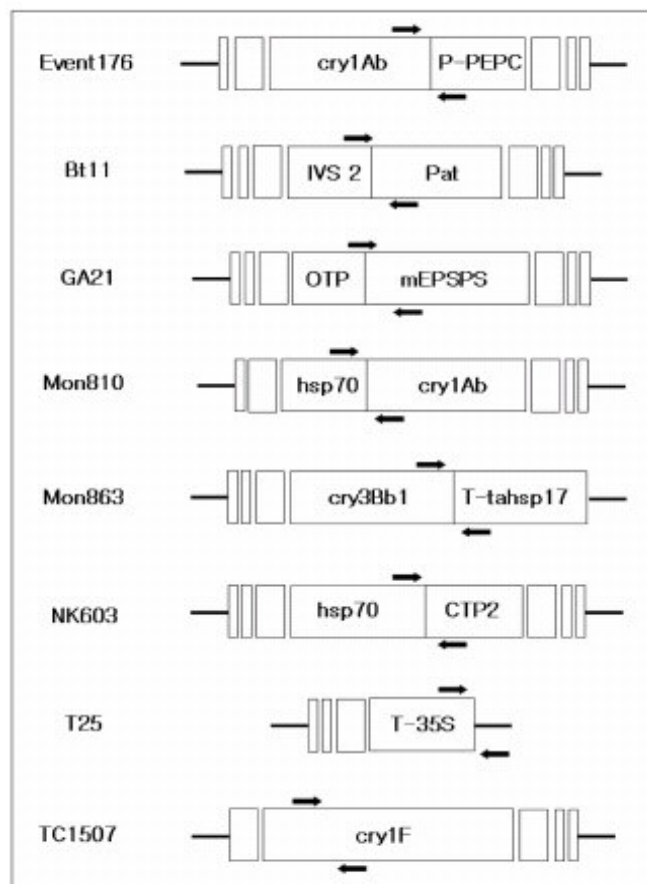 Event176 cry1Ab P-PEPC
Bt11 IVS 2 Pat
GA21 OTP mEPSPS
Mon810 hsp70 cry1Ab
Mon863 cry3Bb1 T-tahsp17
NK603 hsp70 CTP2
T25 T-35S
TC1507 cry1F